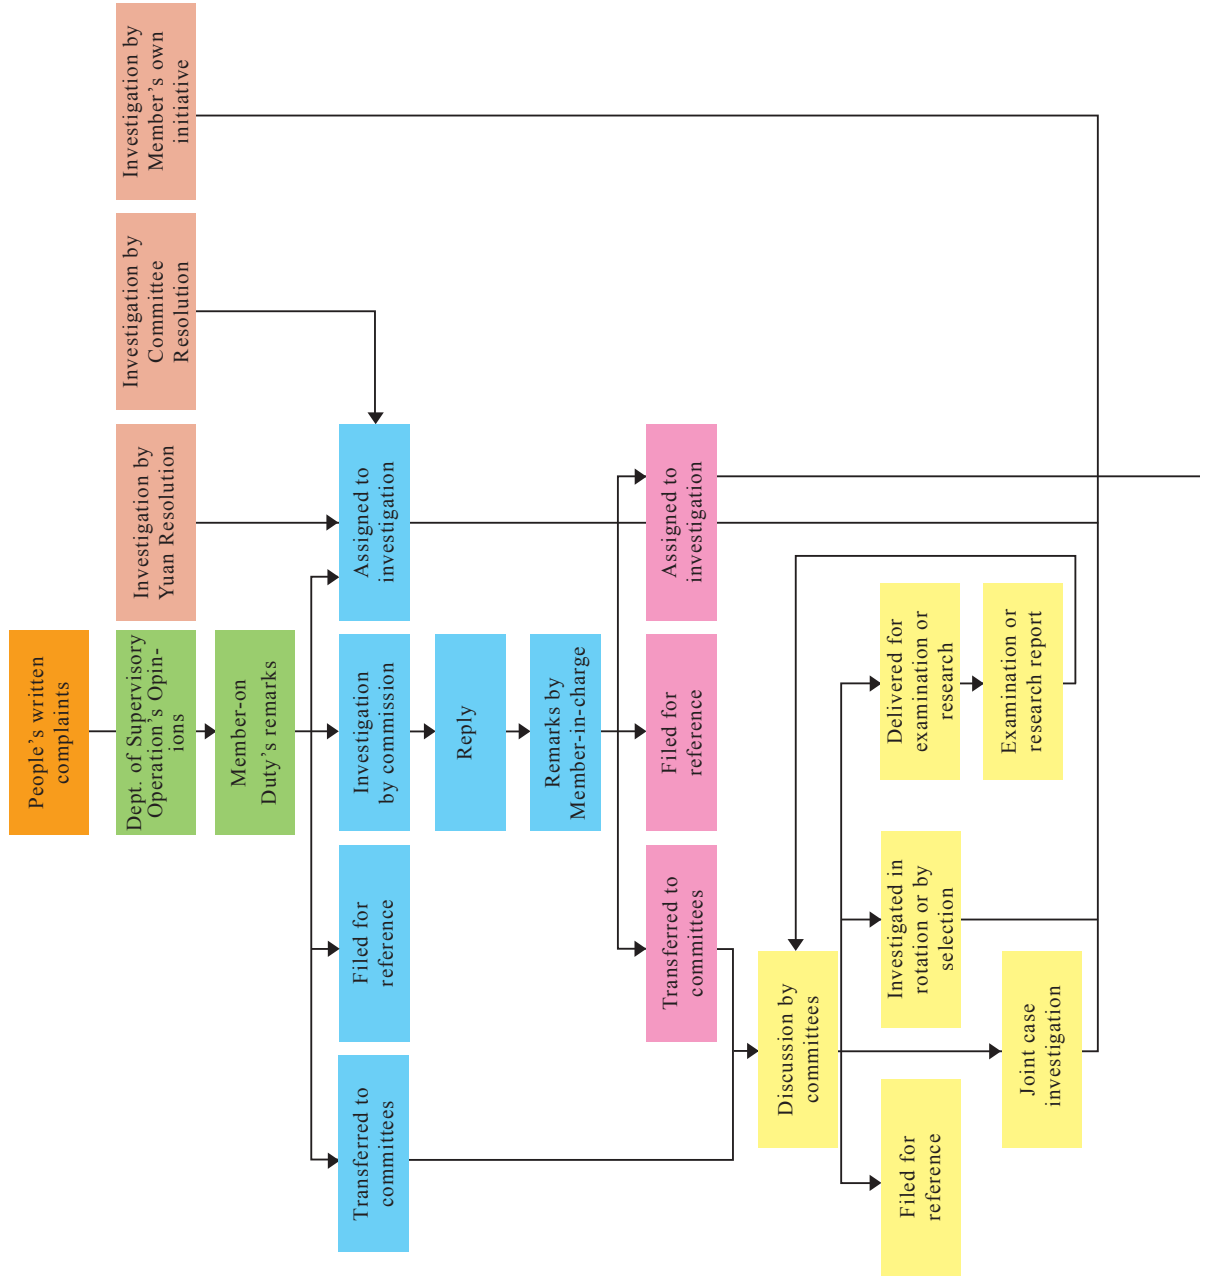 People's written
complaints
Investigation by
Member's own
initiative
Investigation by
Committee
Resolution
Investigation by
Yuan Resolution
Dept. of Supervisory
Operation's Opin-
ions
Member-on
Duty's remarks
Assigned to
investigation
Investigation
by commission
Filed for
reference
Transferred to
committees
Reply
Remarks by
Member-in-charge
Assigned to
investigation
Filed for
reference
Transferred to
committees
Discussion by
committees
Delivered for
examination or
research
Investigated in
rotation or by
selection
Filed for
reference
Examination or
research report
Joint case
investigation